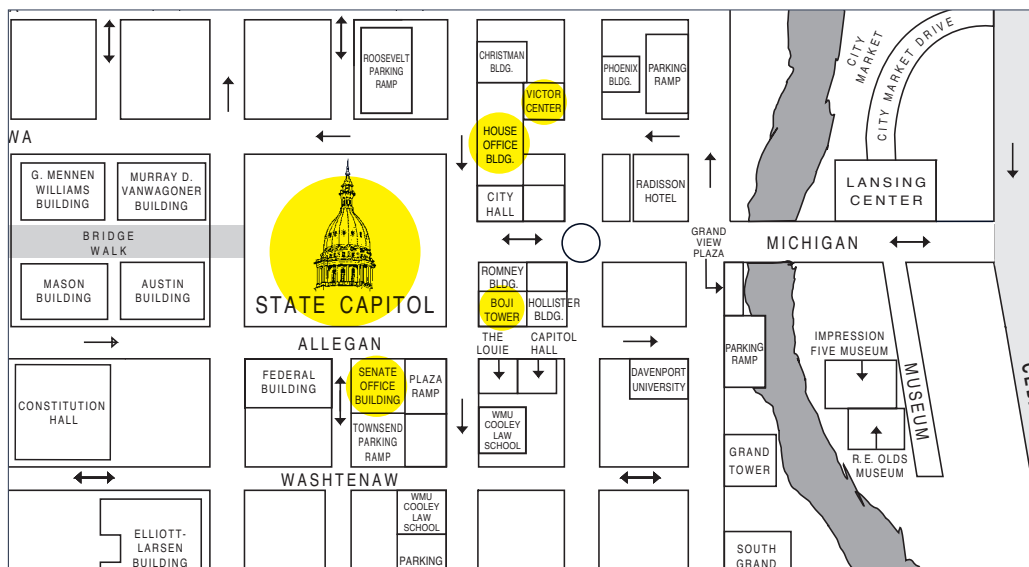 ROOSEVELT
PARKING
RAMP
CHRISTMAN
BLDG.
VICTOR
CENTER
PHOENIX
BLDG.
PARKING
RAMP
CITY
MARKET
CITY MARKET DRIVE
WA
HOUSE
OFFICE
BLDG.
G. MENNEN
WILLIAMS
BUILDING
MURRAY D.
VANWAGONER
BUILDING
CITY
HALL
RADISSON
HOTEL
LANSING
CENTER
BRIDGE
WALK
GRAND
VIEW
PLAZA
MICHIGAN
MASON
BUILDING
AUSTIN
BUILDING
STATE CAPITOL
ROMNEY
BLDG.
BOJI
TOWER
HOLLISTER
BLDG.
ALLEGAN
THE
LOUIE
CAPITOL
HALL
PARKING
RAMP
IMPRESSION
FIVE MUSEUM
MUSEUM
CONSTITUTION
HALL
FEDERAL
BUILDING
SENATE
OFFICE
BUILDING
PLAZA
RAMP
TOWNSEND
PARKING
RAMP
WMU
COOLEY
LAW
SCHOOL
DAVENPORT
UNIVERSITY
GRAND
TOWER
R.E. OLDS
MUSEUM
WASHTENAW
ELLIOTT-
LARSEN
BUILDING
WMU
COOLEY
LAW
SCHOOL
PARKING
SOUTH
GRAND